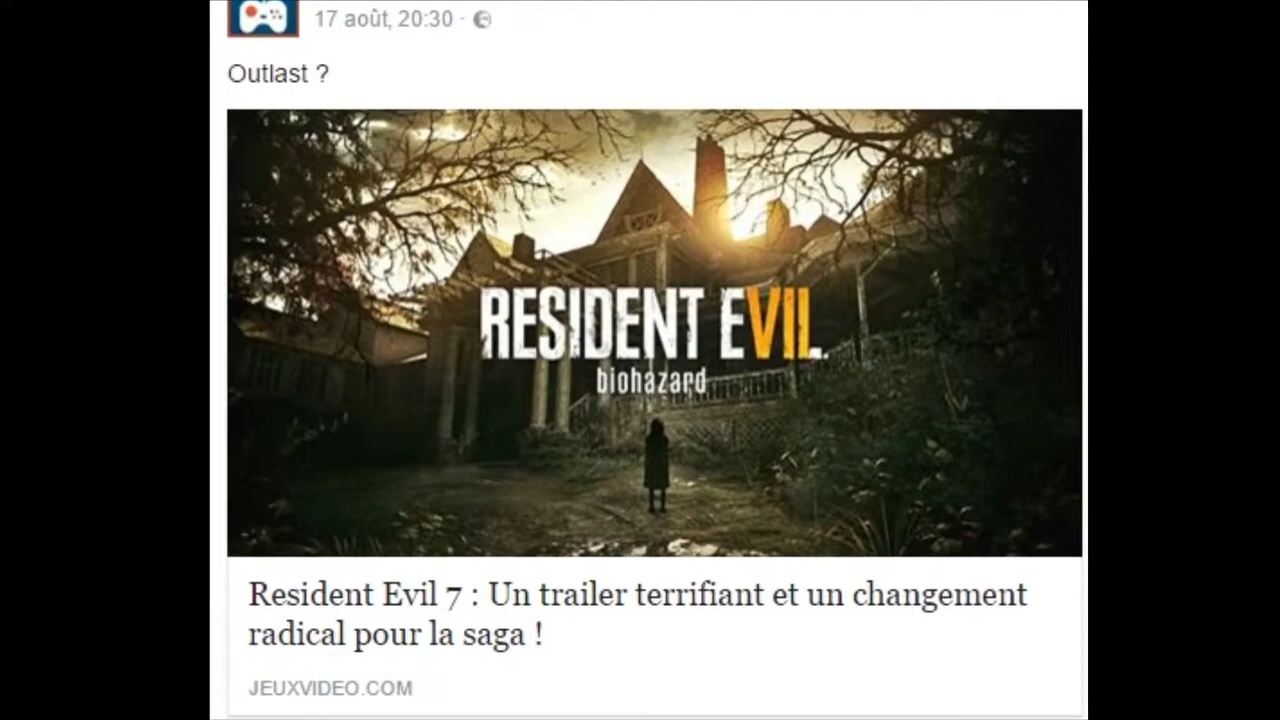 17 août, 20:30 ·
Outlast ?
RESIDENT EVII.
biohazard
Resident Evil 7 : Un trailer terrifiant et un changement
radical pour la saga !
JEUXVIDEO.COM